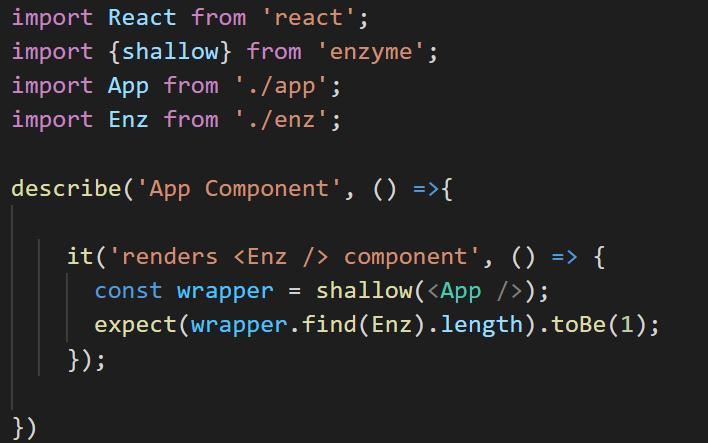 import React from 'react';
import {shallow} from 'enzyme';
import App from './app';
import Enz from './enz';
describe('App Component', () =>{
it('renders <Enz /> component', () => {
const wrapper = shallow(<App />);
expect(wrapper.find(Enz).length).toBe(1);
});
})